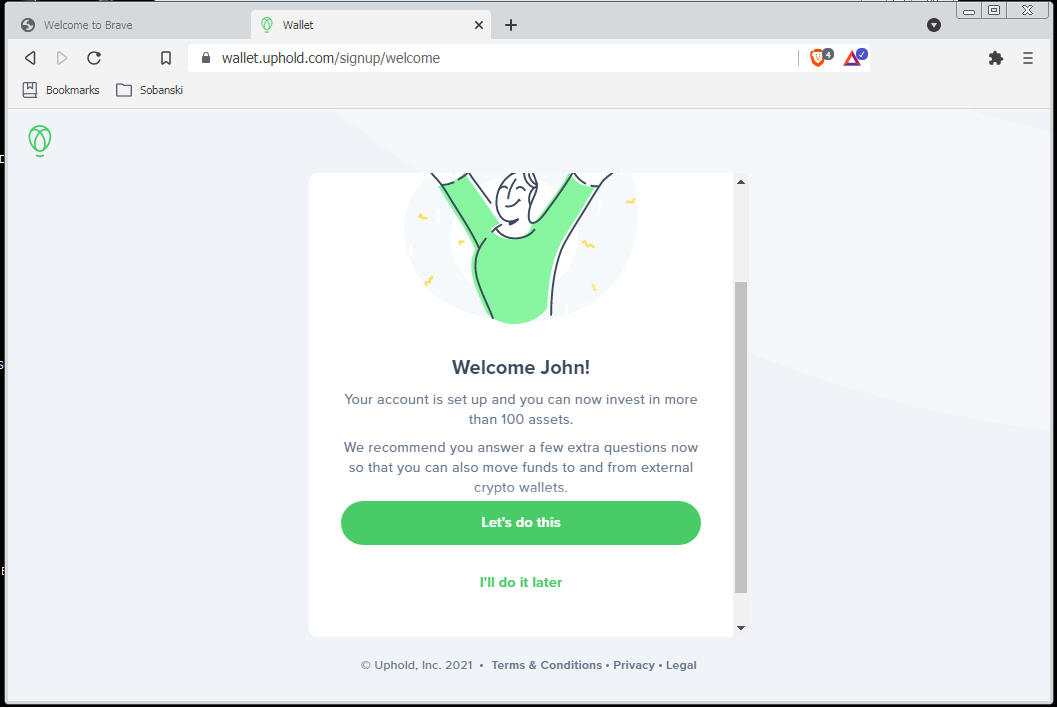 Welcome to Brave
Wallet
wallet.uphold.com/signup/welcome
4
Bookmarks
Sobanski
Welcome John!
Your account is set up and you can now invest in more
than 100 assets.
We recommend you answer a few extra questions now
so that you can also move funds to and from external
crypto wallets.
Let's do this
I'll do it later
© Uphold, Inc. 2021 • Terms & Conditions • Privacy • Legal